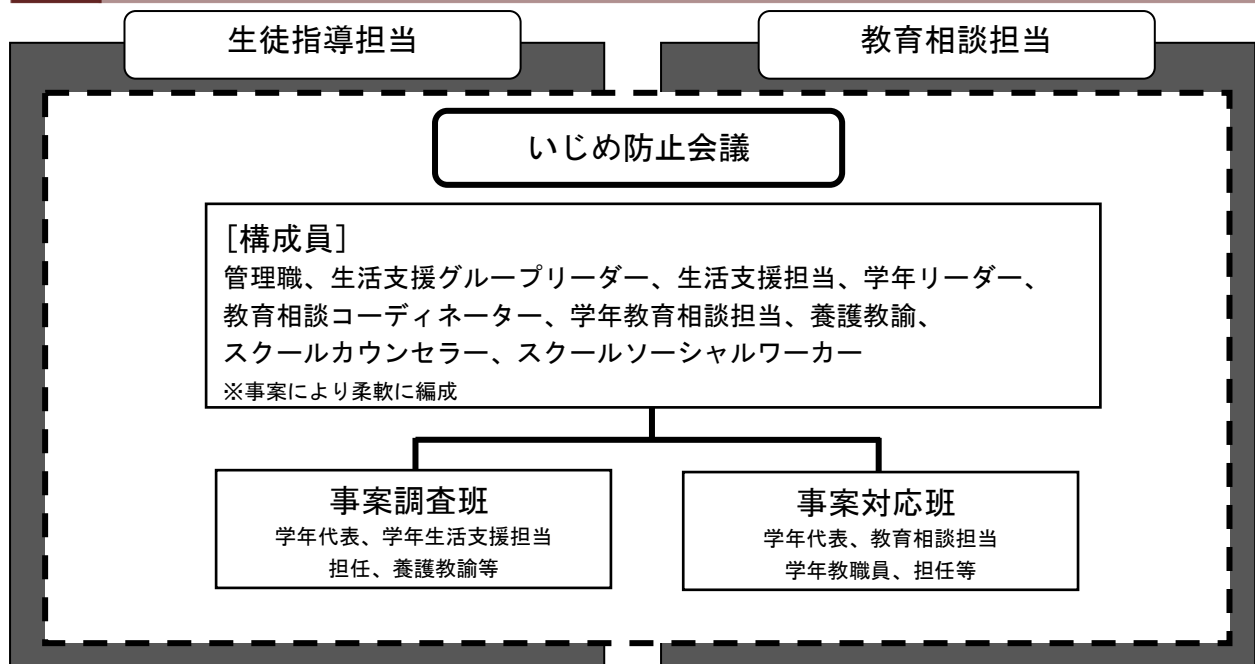 生徒指導担当
教育相談担当
いじめ防止会議
［構成員］
管理職、生活支援グループリーダー、生活支援担当、学年リーダー、
教育相談コーディネーター、学年教育相談担当、養護教諭、
スクールカウンセラー、スクールソーシャルワーカー
※事案により柔軟に編成
事案調査班
学年代表、学年生活支援担当
担任、養護教諭等
事案対応班
学年代表、教育相談担当
学年教職員、担任等